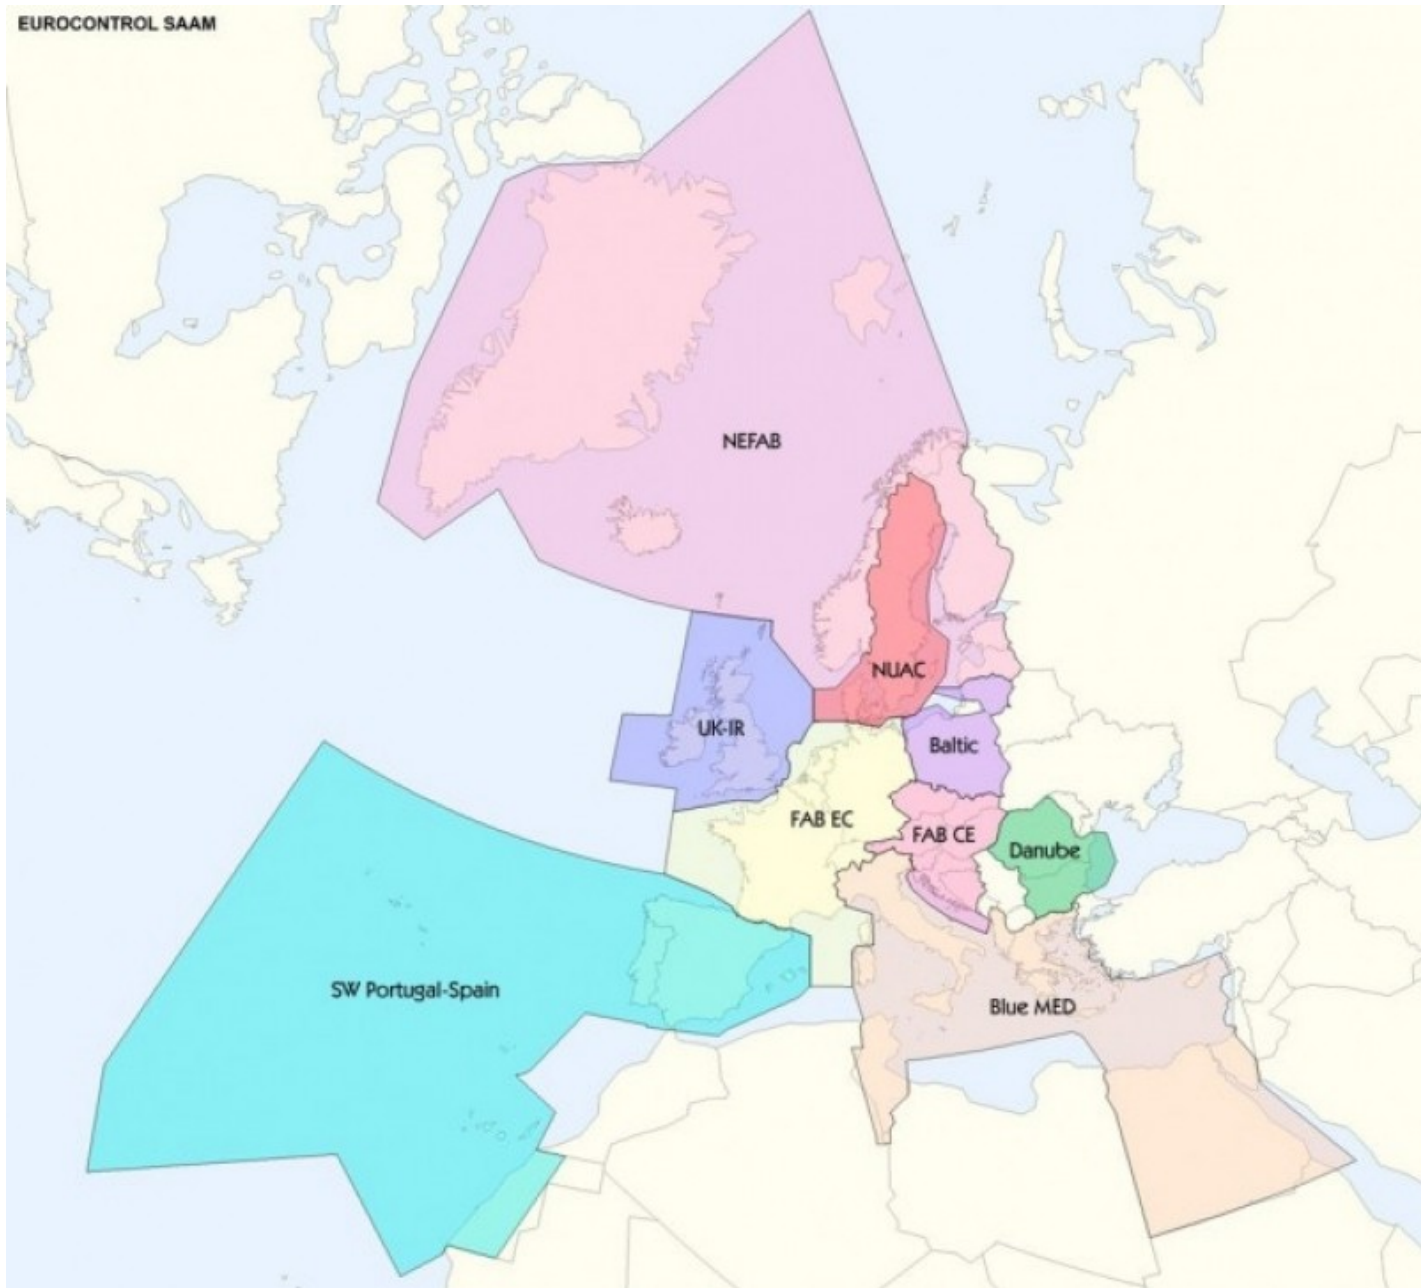 EUROCONTROL SAAM
NEFAB
NUAC
UK-IR
Baltic
FAB EC
FAB CE
Danube
SW Portugal-Spain
Blue MED